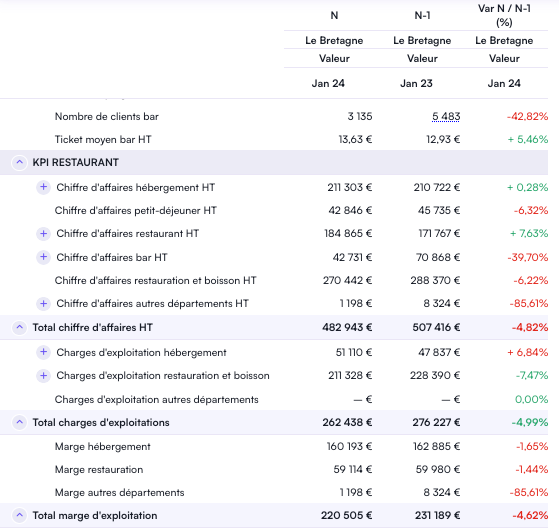 N N-1 Var N / N-1 (%)
Le Bretagne Le Bretagne Le Bretagne
Valeur Valeur Valeur
Jan 24 Jan 23 Jan 24
Nombre de clients bar 3 135 5 483 -42,82%
Ticket moyen bar HT 13,63 € 12,93 € + 5,46%
KPI RESTAURANT
+ Chiffre d'affaires hébergement HT 211 303 € 210 722 € + 0,28%
Chiffre d'affaires petit-déjeuner HT 42 846 € 45 735 € -6,32%
+ Chiffre d'affaires restaurant HT 184 865 € 171 767 € + 7,63%
+ Chiffre d'affaires bar HT 42 731 € 70 868 € -39,70%
Chiffre d'affaires restauration et boisson HT 270 442 € 288 370 € -6,22%
+ Chiffre d'affaires autres départements HT 1 198 € 8 324 € -85,61%
Total chiffre d'affaires HT 482 943 € 507 416 € -4,82%
+ Charges d'exploitation hébergement 51 110 € 47 837 € + 6,84%
+ Charges d'exploitation restauration et boisson 211 328 € 228 390 € -7,47%
Charges d'exploitation autres départements — € — € 0,00%
Total charges d'exploitations 262 438 € 276 227 € -4,99%
Marge hébergement 160 193 € 162 885 € -1,65%
Marge restauration 59 114 € 59 980 € -1,44%
Marge autres départements 1 198 € 8 324 € -85,61%
Total marge d'exploitation 220 505 € 231 189 € -4,62%